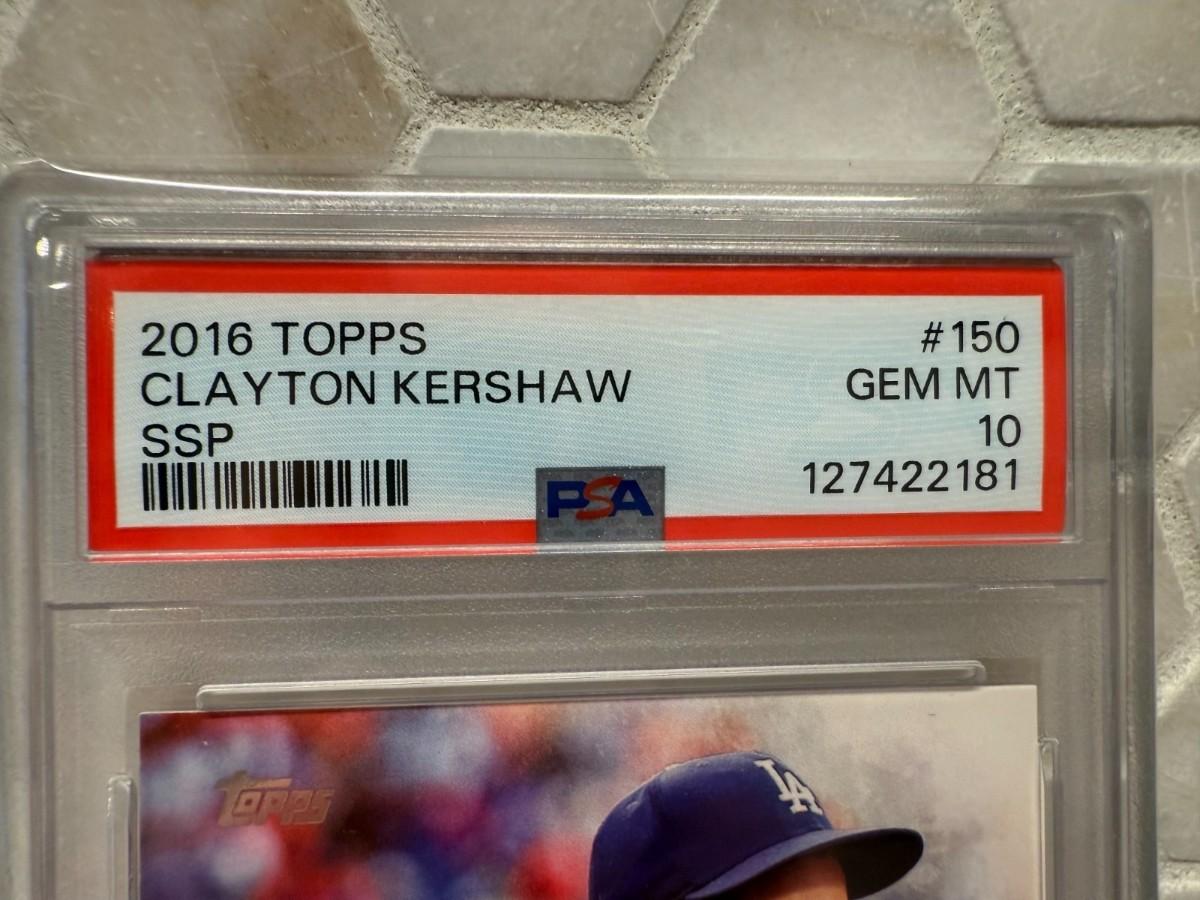 2016 TOPPS #150
CLAYTON KERSHAW GEM MT
SSP 10
127422181
PSA
Topps
LA